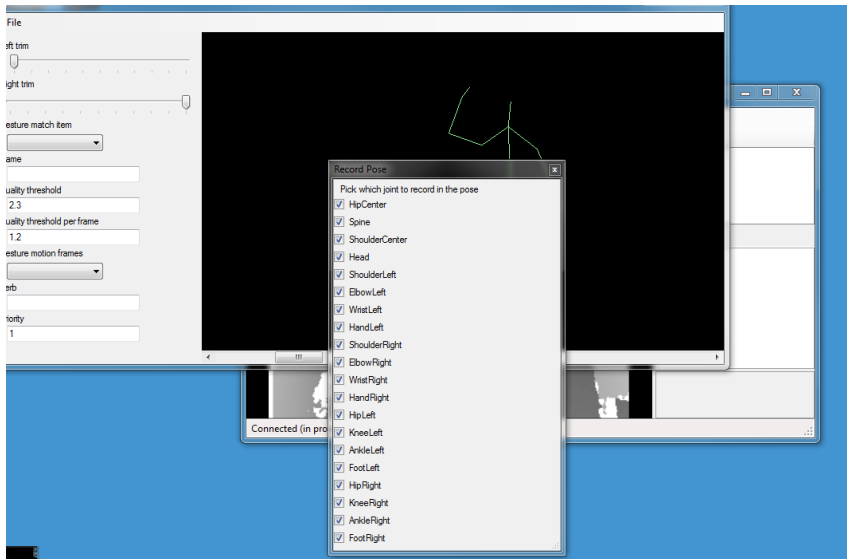 File
eft trim
ight trim
esture match item
ame
uality threshold
2.3
uality threshold per frame
1.2
esture motion frames
erb
riority
1
Record Pose
x
Pick which joint to record in the pose
HipCenter
Spine
ShoulderCenter
Head
ShoulderLeft
ElbowLeft
WristLeft
HandLeft
ShoulderRight
ElbowRight
WristRight
HandRight
HipLeft
KneeLeft
AnkleLeft
FootLeft
HipRight
KneeRight
AnkleRight
FootRight
Connected (in pro